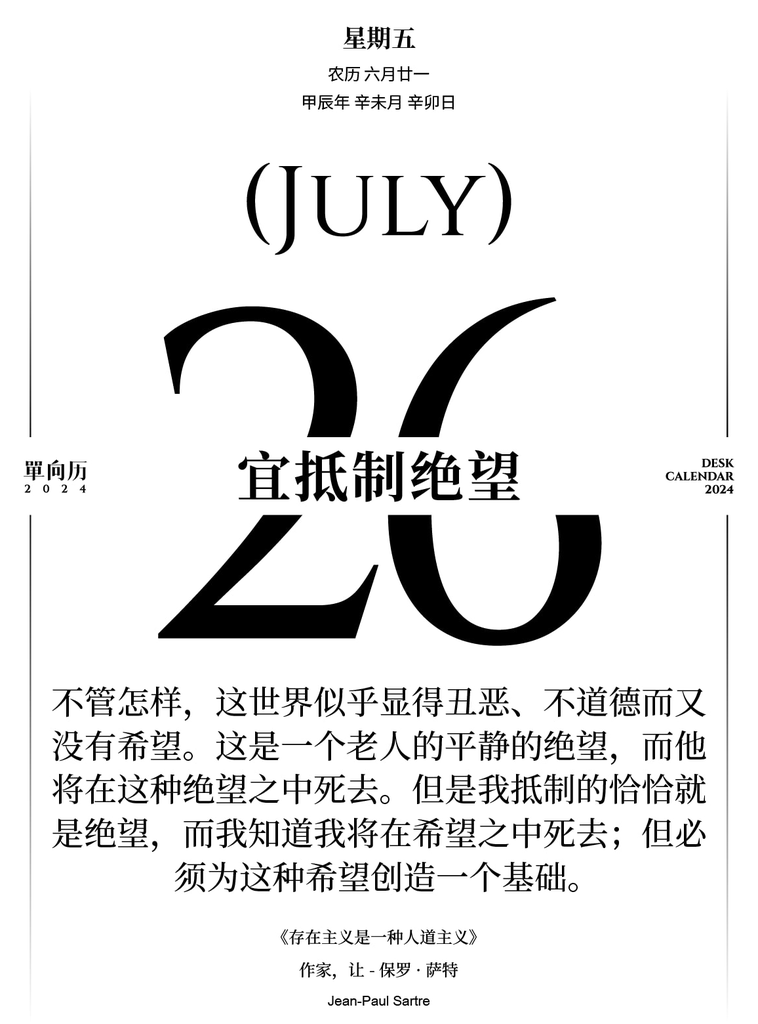 星期五
农历 六月廿一
甲辰年 辛未月 辛卯日
(JULY)
26
單向历
2024
宜抵制绝望
DESK
CALENDAR
2024
不管怎样，这世界似乎显得丑恶、不道德而又
没有希望。这是一个老人的平静的绝望，而他
将在这种绝望之中死去。但是我抵制的恰恰就
是绝望，而我知道我将在希望之中死去；但必
须为这种希望创造一个基础。
《存在主义是一种人道主义》
作家，让 - 保罗 · 萨特
Jean-Paul Sartre